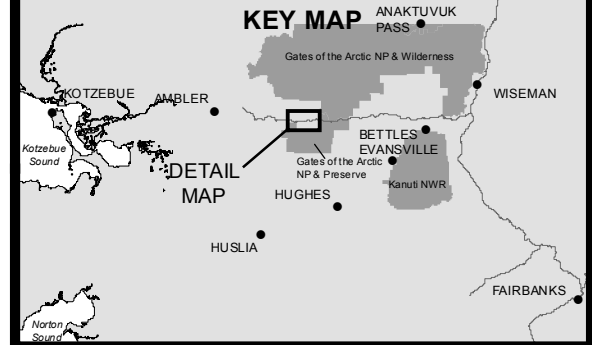 KEY MAP
ANAKTUVUK
PASS
Gates of the Arctic NP & Wilderness
KOTZEBUE
AMBLER
WISEMAN
Kotzebue
Sound
BETTLES
EVANSVILLE
DETAIL
MAP
Gates of the Arctic
NP & Preserve
Kanuti NWR
HUGHES
HUSLIA
FAIRBANKS
Norton
Sound